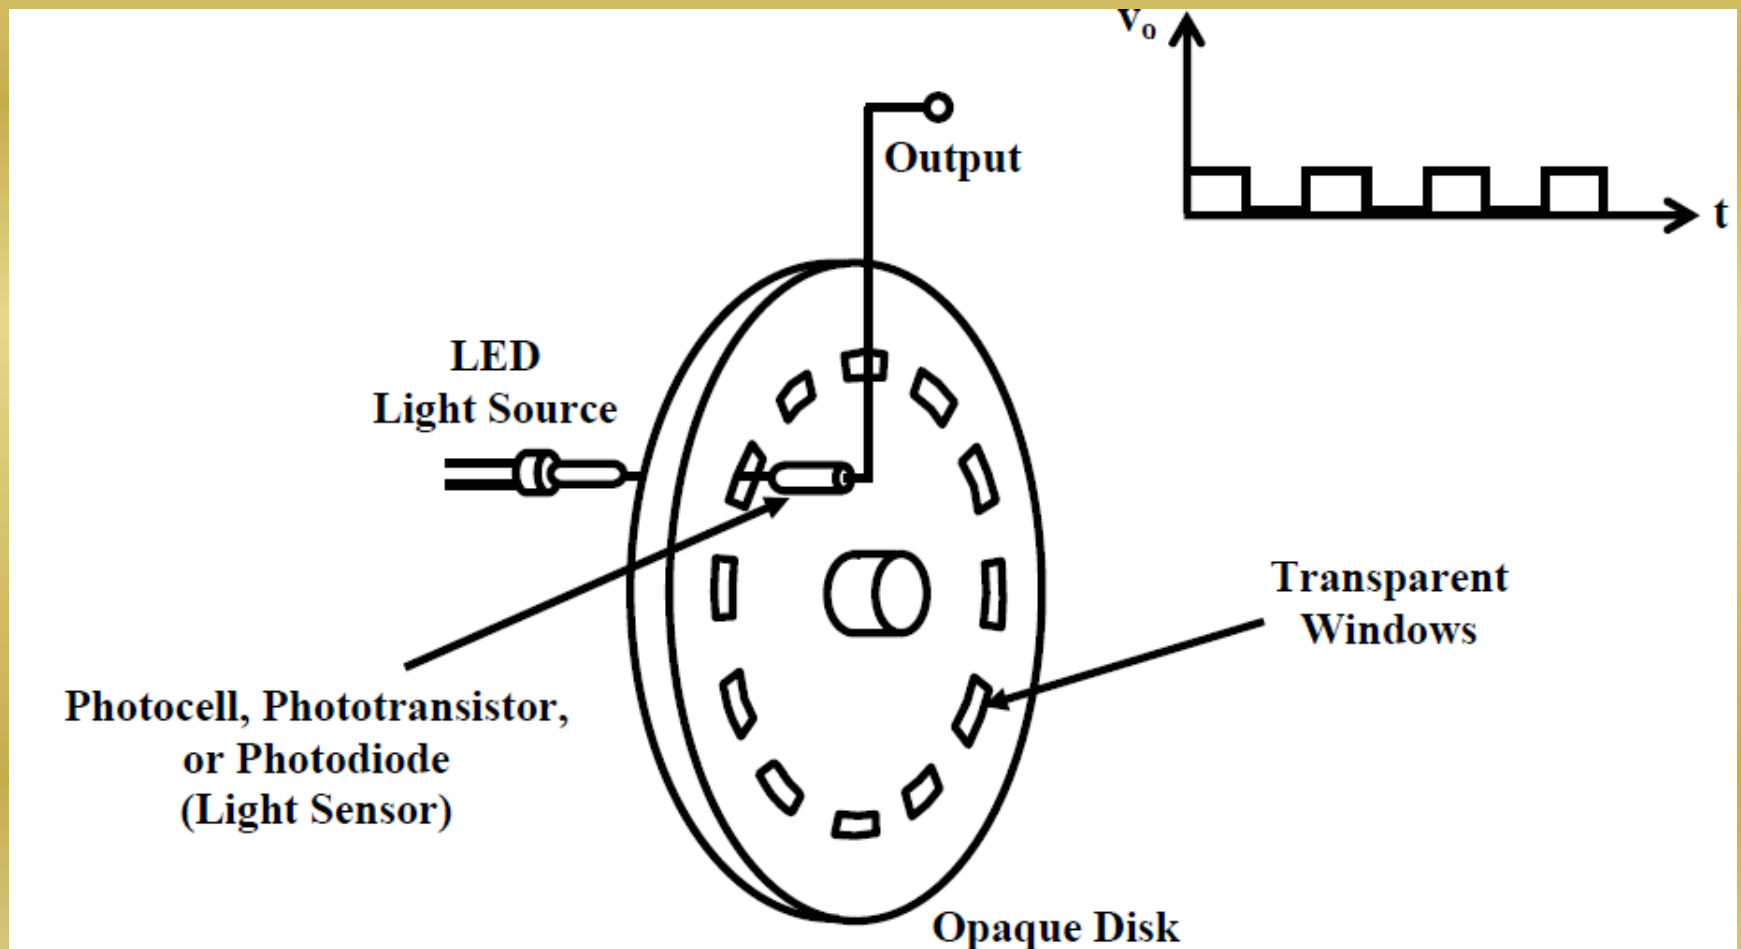 vo
t
Output
LED
Light Source
Transparent
Windows
Photocell, Phototransistor,
or Photodiode
(Light Sensor)
Opaque Disk